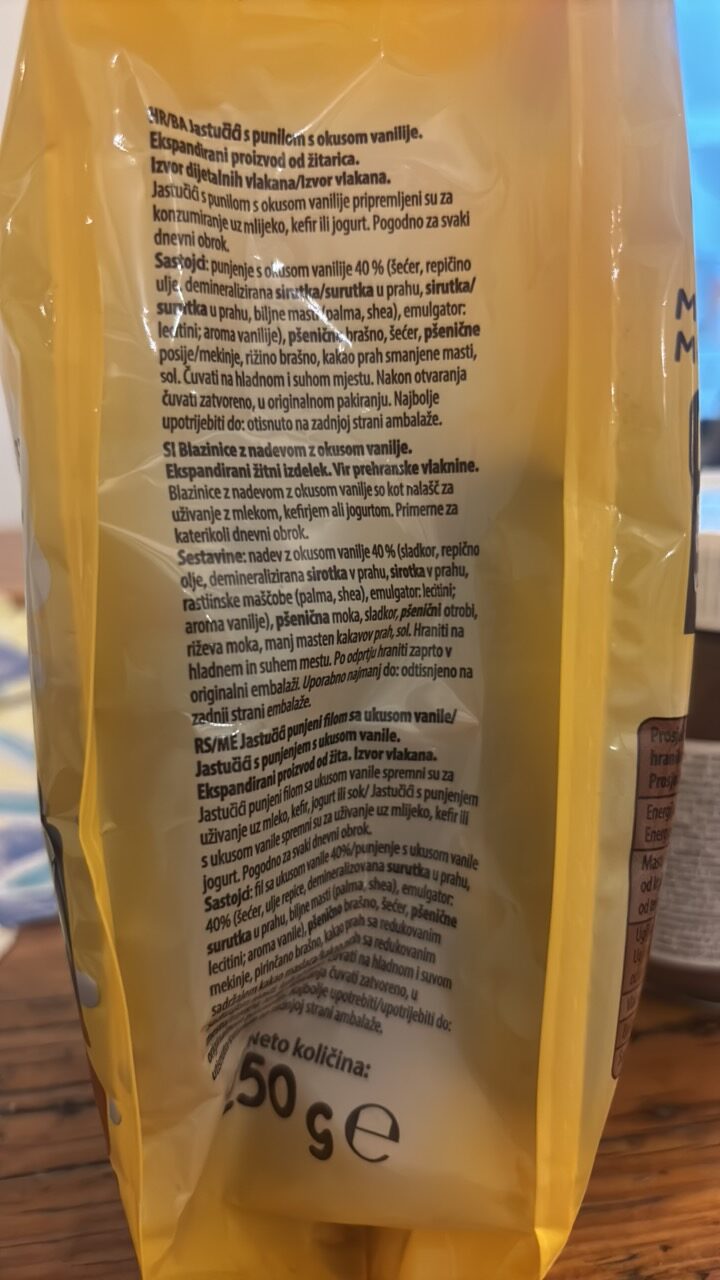 HR/BA Jastučići s punilom s okusom vanilije.
Ekspandirani proizvod od žitarica.
Izvor dijetalnih vlakana/Izvor vlakana.
Jastučići s punilom s okusom vanilije pripremljeni su za
konzumiranje uz mlijeko, kefir ili jogurt. Pogodno za svaki
dnevni obrok.
Sastojci: punjenje s okusom vanilije 40 % (šećer, repičino
ulje, demineralizirana sirutka/surutka u prahu, sirutka/
surutka u prahu, biljne masti (palma, shea), emulgator:
lecitini; aroma vanilije), pšenično brašno, šećer, pšenične
posije/mekinje, rižino brašno, kakao prah smanjene masti,
sol. Čuvati na hladnom i suhom mjestu. Nakon otvaranja
čuvati zatvoreno, u originalnom pakiranju. Najbolje
upotrijebiti do: otisnuto na zadnjoj strani ambalaže.
SI Blazinice z nadevom z okusom vanilje.
Ekspandirani žitni izdelek. Vir prehranske vlaknine.
Blazinice z nadevom z okusom vanilje so kot nalašč za
uživanje z mlekom, kefirjem ali jogurtom. Primerne za
katerikoli dnevni obrok.
Sestavine: nadev z okusom vanilje 40 % (sladkor, repično
olje, demineralizirana sirotka v prahu, sirotka v prahu,
rastlinske maščobe (palma, shea), emulgator: lecitini;
aroma vanilje), pšenična moka, sladkor, pšenični otrobi,
riževa moka, manj masten kakavov prah, sol. Hraniti na
hladnem in suhem mestu. Po odprtju hraniti zaprto v
originalni embalaži. Uporabno najmanj do: odtisnjeno na
zadnji strani embalaže.
RS/ME Jastučići punjeni filom sa ukusom vanile/
Jastučići s punjenjem s ukusom vanile.
Ekspandirani proizvod od žita. Izvor vlakana.
Jastučići punjeni filom sa ukusom vanile spremni su za
uživanje uz mleko, kefir, jogurt ili sok/ Jastučići s punjenjem
s ukusom vanile spremni su za uživanje uz mlijeko, kefir ili
jogurt. Pogodno za svaki dnevni obrok.
Sastojci: fil sa ukusom vanile 40%/punjenje s ukusom vanile
40% (šećer, ulje repice, demineralizovana surutka u prahu,
surutka u prahu, biljne masti (palma, shea), emulgator:
lecitini; aroma vanile), pšenično brašno, šećer, pšenične
mekinje, pirinčano brašno, kakao prah sa redukovanim
sa redukovanim
na hladnom i suvom
čuvati zatvoreno, u
upotrebiti/upotrijebiti do:
strani ambalaže.
Neto količina:
50 g e
Energ
Energ
od
od